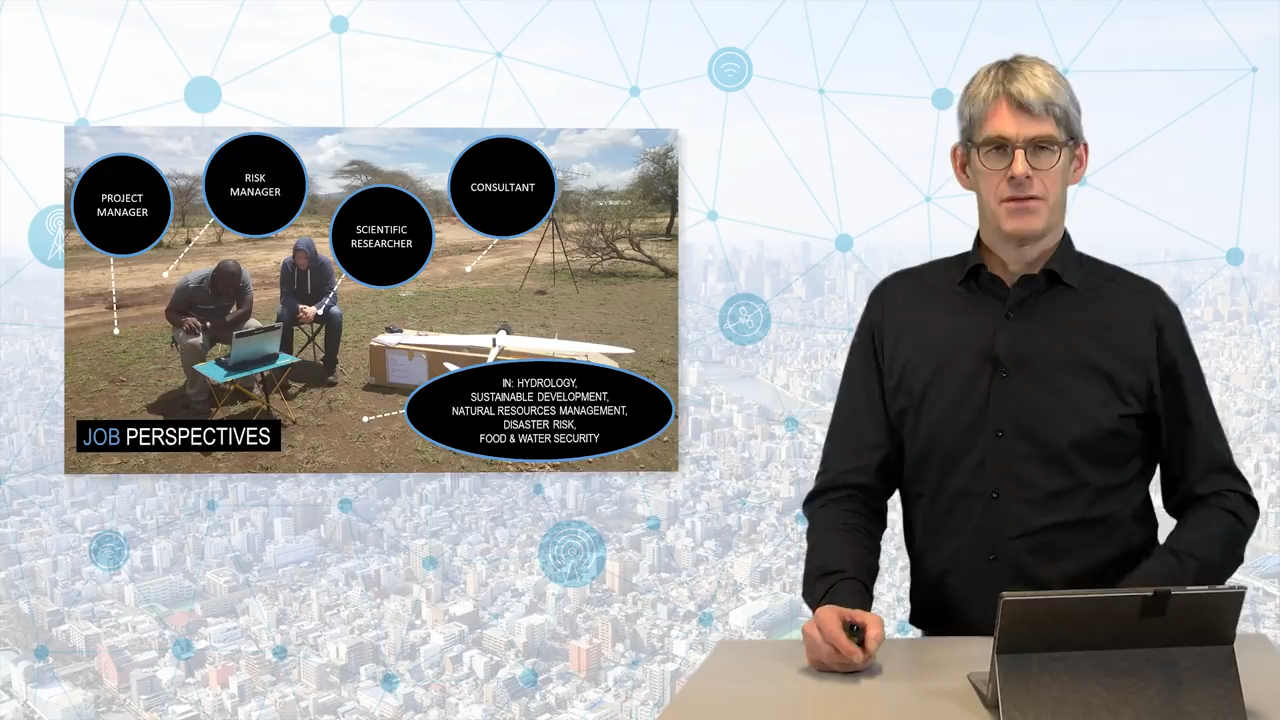 PROJECT
MANAGER
RISK
MANAGER
SCIENTIFIC
RESEARCHER
CONSULTANT
IN: HYDROLOGY,
SUSTAINABLE DEVELOPMENT,
NATURAL RESOURCES MANAGEMENT,
DISASTER RISK,
FOOD & WATER SECURITY
JOB PERSPECTIVES